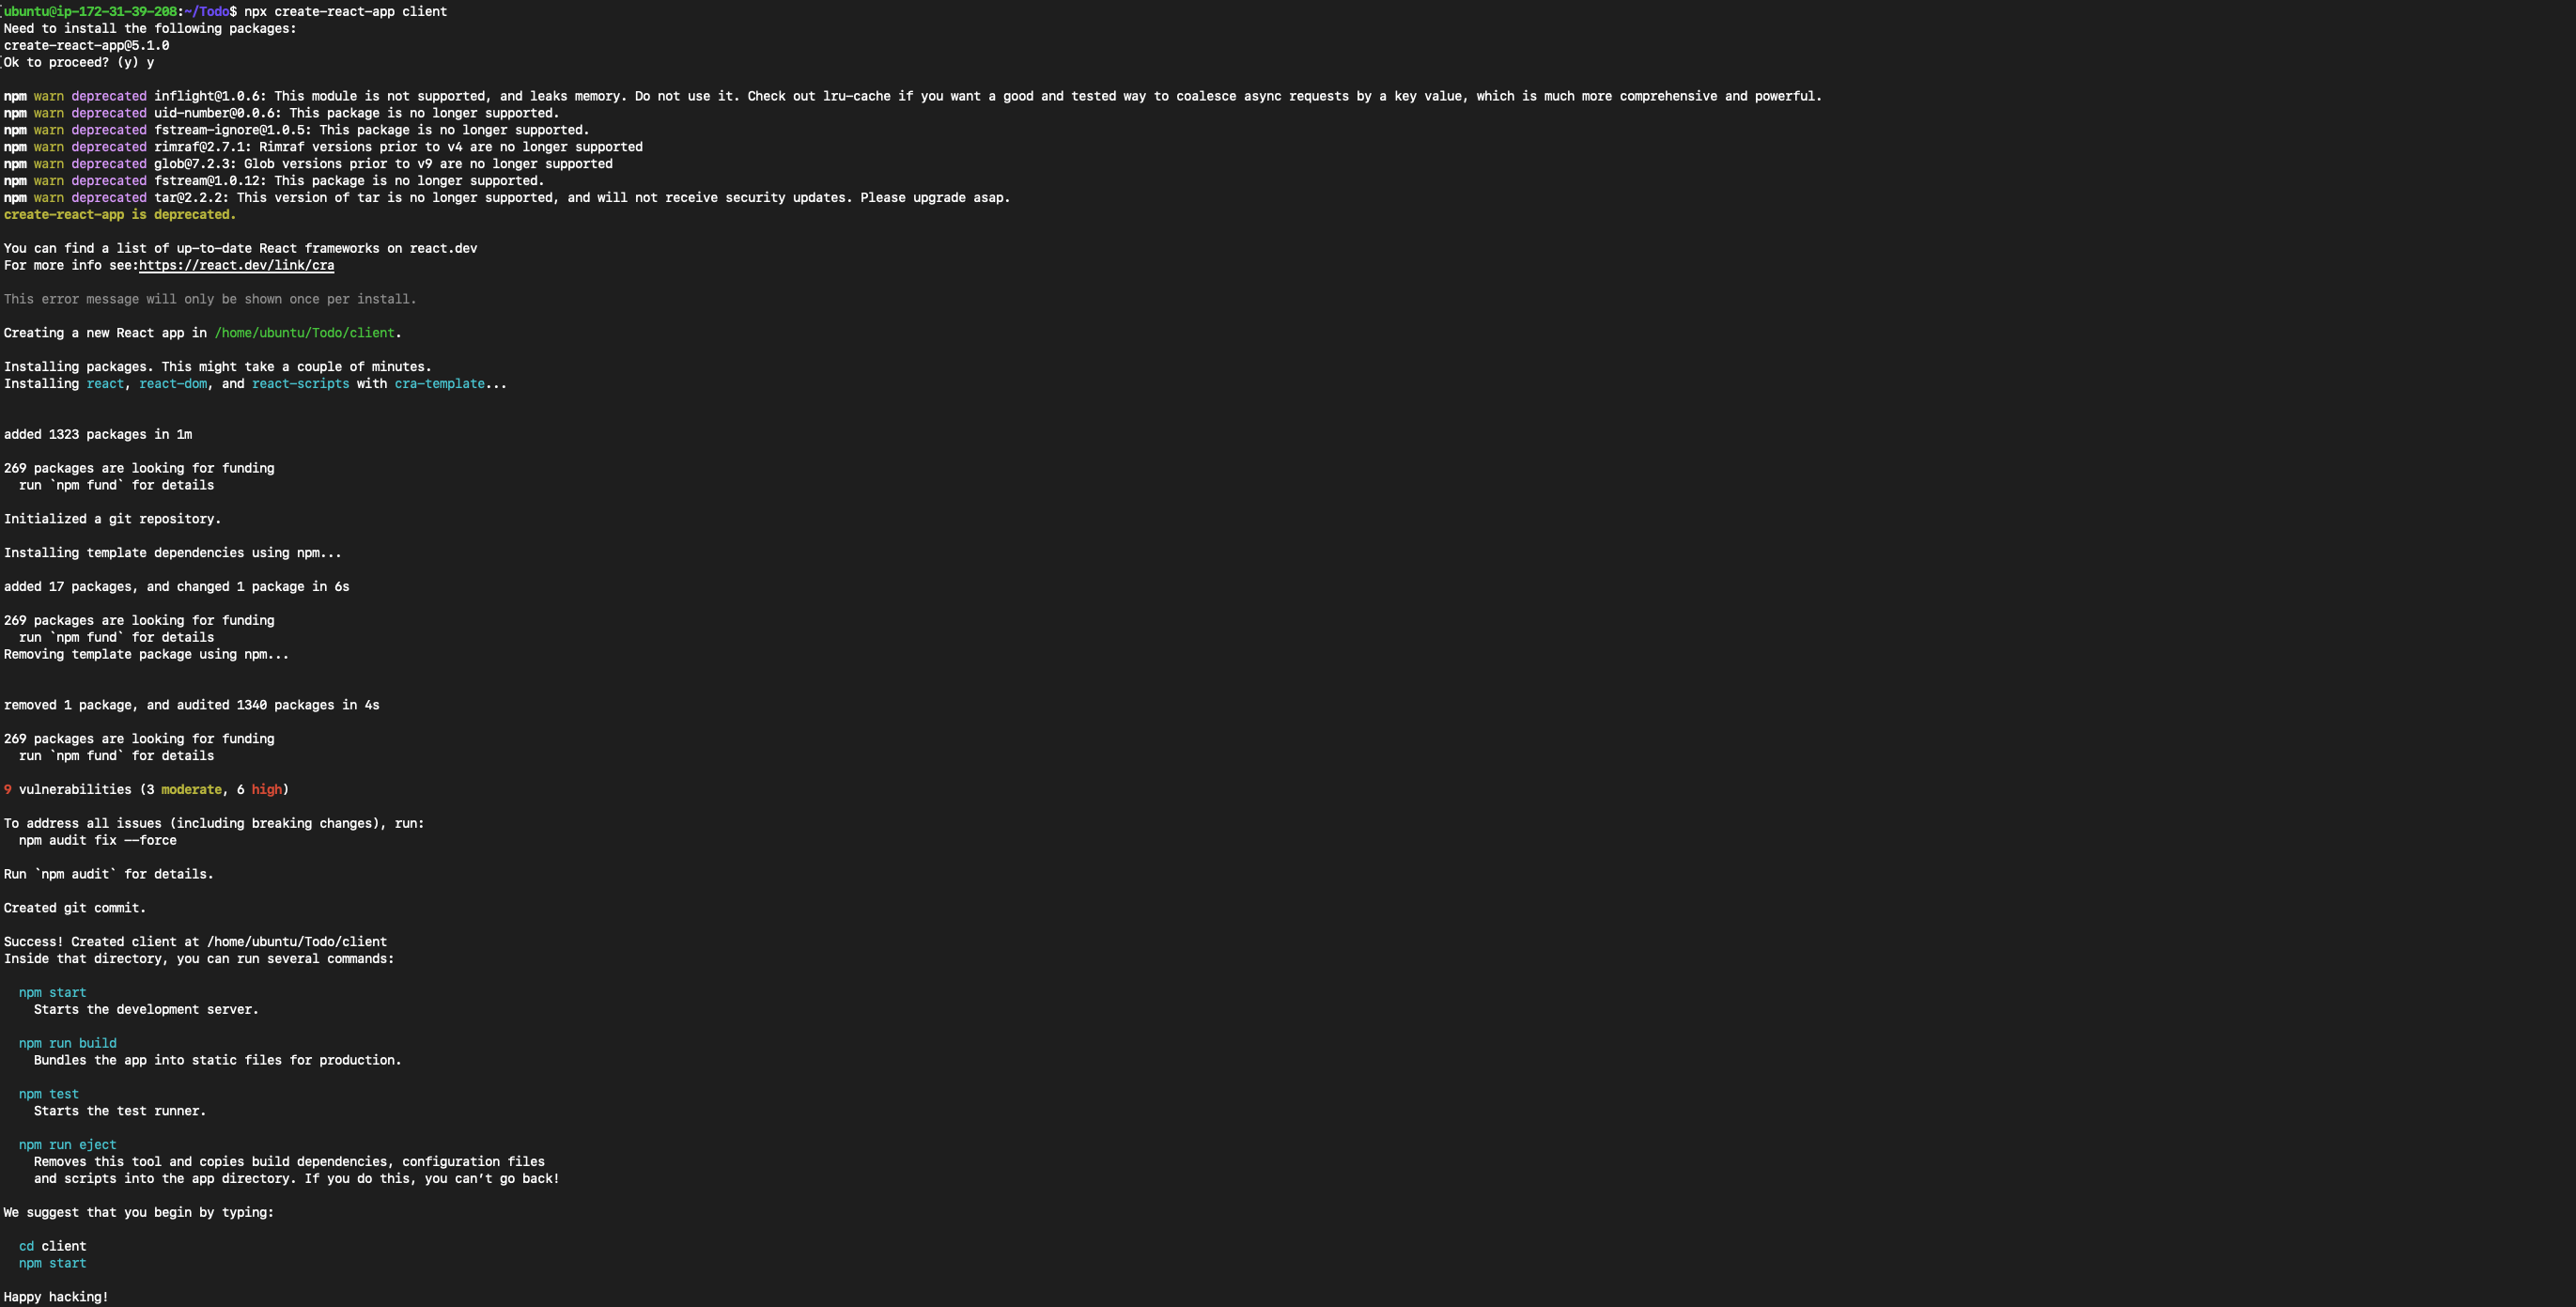 ubuntu@ip-172-31-39-208:~/Todo$ npx create-react-app client
Need to install the following packages:
create-react-app@5.1.0
Ok to proceed? (y) y
npm warn deprecated inflight@1.0.6: This module is not supported, and leaks memory. Do not use it. Check out lru-cache if you want a good and tested way to coalesce async requests by a key value, which is much more comprehensive and powerful.
npm warn deprecated uid-number@0.0.6: This package is no longer supported.
npm warn deprecated fstream-ignore@1.0.5: This package is no longer supported.
npm warn deprecated rimraf@2.7.1: Rimraf versions prior to v4 are no longer supported
npm warn deprecated glob@7.2.3: Glob versions prior to v9 are no longer supported
npm warn deprecated fstream@1.0.12: This package is no longer supported.
npm warn deprecated tar@2.2.2: This version of tar is no longer supported, and will not receive security updates. Please upgrade asap.
create-react-app is deprecated.
You can find a list of up-to-date React frameworks on react.dev
For more info see:https://react.dev/link/cra
This error message will only be shown once per install.
Creating a new React app in /home/ubuntu/Todo/client.
Installing packages. This might take a couple of minutes.
Installing react, react-dom, and react-scripts with cra-template...
added 1323 packages in 1m
269 packages are looking for funding
run `npm fund` for details
Initialized a git repository.
Installing template dependencies using npm...
added 17 packages, and changed 1 package in 6s
269 packages are looking for funding
run `npm fund` for details
Removing template package using npm...
removed 1 package, and audited 1340 packages in 4s
269 packages are looking for funding
run `npm fund` for details
9 vulnerabilities (3 moderate, 6 high)
To address all issues (including breaking changes), run:
npm audit fix --force
Run `npm audit` for details.
Created git commit.
Success! Created client at /home/ubuntu/Todo/client
Inside that directory, you can run several commands:
npm start
Starts the development server.
npm run build
Bundles the app into static files for production.
npm test
Starts the test runner.
npm run eject
Removes this tool and copies build dependencies, configuration files
and scripts into the app directory. If you do this, you can’t go back!
We suggest that you begin by typing:
cd client
npm start
Happy hacking!